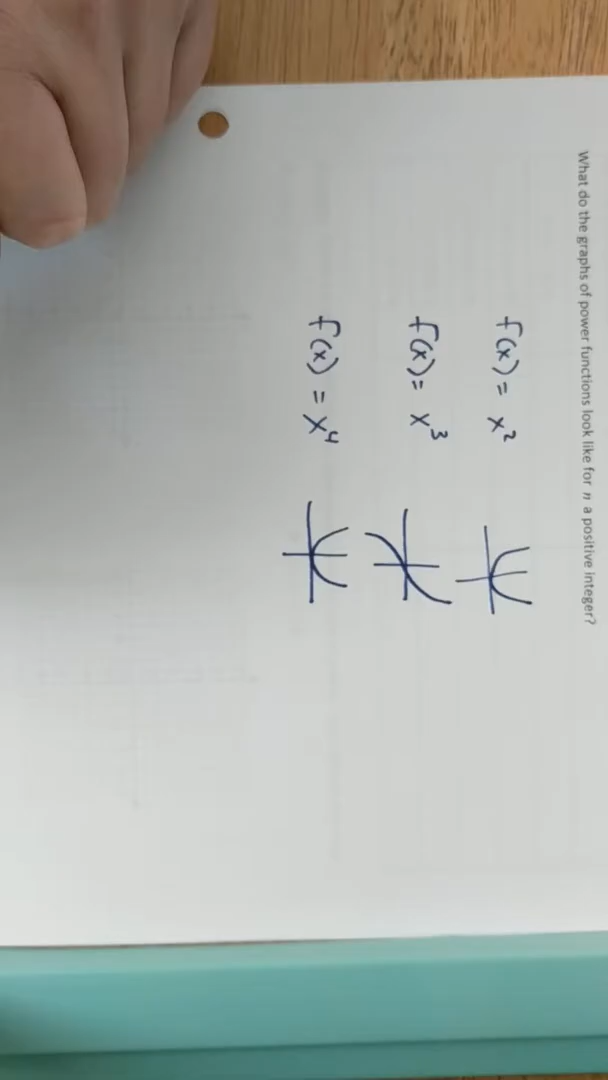 What do the graphs of power functions look like for n a positive integer?
f(x) = x²
f(x) = x³
f(x) = x⁴